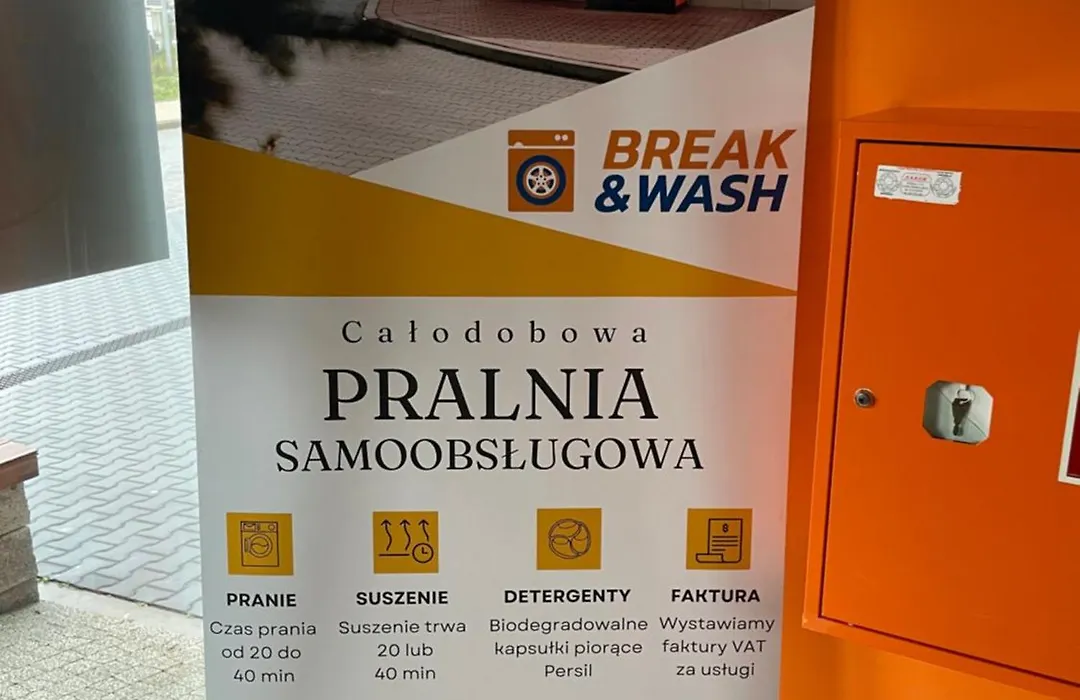 BREAK
&WASH
Całodobowa
PRALNIA
SAMOOBSŁUGOWA
PRANIE
Czas prania
od 20 do
40 min
SUSZENIE
Suszenie trwa
20 lub
40 min
DETERGENTY
Biodegradowalne
kapsułki piorące
Persil
FAKTURA
Wystawiamy
faktury VAT
za usługi